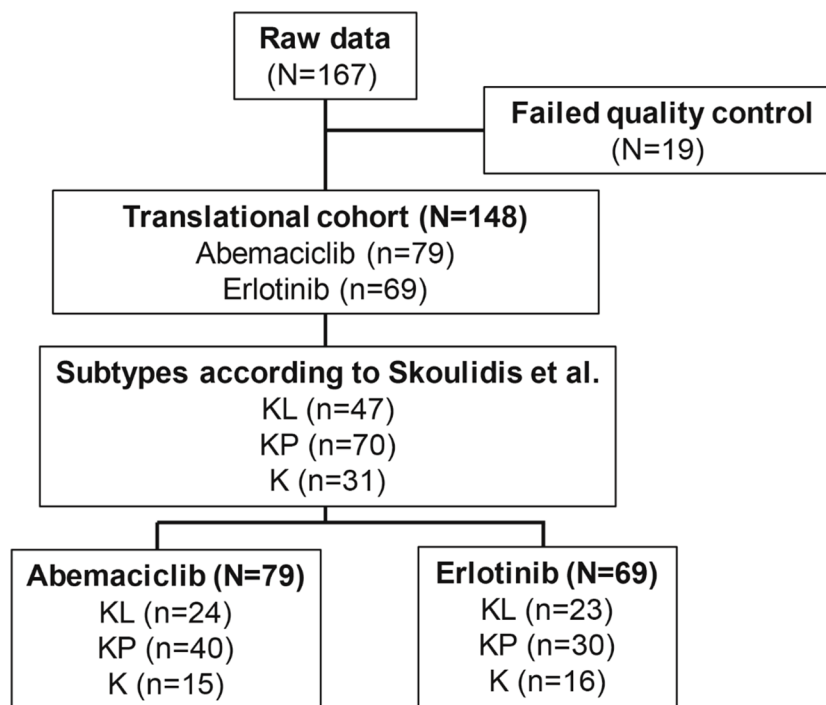 Raw data
(N=167)
Failed quality control
(N=19)
Translational cohort (N=148)
Abemaciclib (n=79)
Erlotinib (n=69)
Subtypes according to Skoulidis et al.
KL (n=47)
KP (n=70)
K (n=31)
Abemaciclib (N=79)
KL (n=24)
KP (n=40)
K (n=15)
Erlotinib (N=69)
KL (n=23)
KP (n=30)
K (n=16)